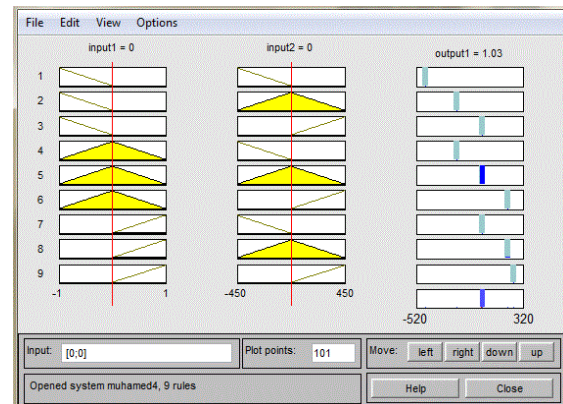 File Edit View Options
input1 = 0 input2 = 0 output1 = 1.03
1
2
3
4
5
6
7
8
9
-1 1 -450 450
-520 320
Input: [0;0] Plot points: 101 Move: left right down up
Opened system muhamed4, 9 rules Help Close